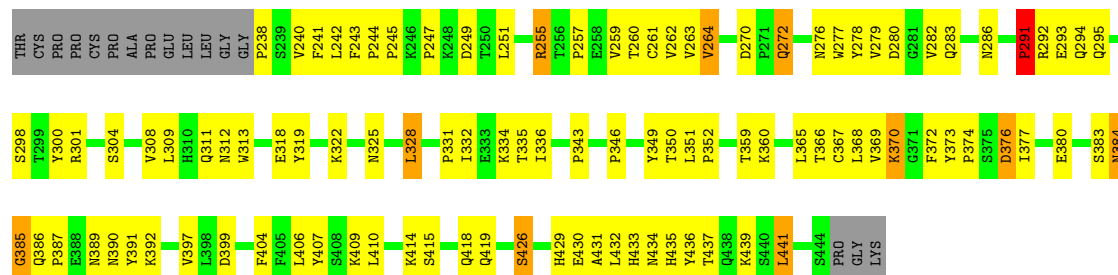 THR CYS PRO PRO CYS PRO ALA PRO GLU LEU LEU GLY GLY P238 S239 V240 F241 L242 F243 P244 P245 K246 P247 K248 D249 T250 L251 R255 T256 P257 E258 V259 T260 C261 V262 V263 V264 D270 P271 Q272 N276 W277 Y278 V279 D280 G281 V282 Q283 N286 P291 R292 E293 Q294 Q295
S298 T299 Y300 R301 S304 V308 L309 H310 Q311 N312 W313 E318 Y319 K322 N325 L328 P331 I332 E333 K334 T335 I336 P343 P346 Y349 T350 L351 P352 T359 K360 L365 T366 C367 L368 V369 K370 G371 F372 Y373 P374 S375 D376 I377 E380 S383 N384
G385 Q386 P387 E388 N389 N390 Y391 K392 V397 L398 D399 F404 F405 L406 Y407 S408 K409 L410 K414 S415 Q418 Q419 S426 H429 E430 A431 L432 H433 N434 H435 Y436 T437 Q438 K439 S440 L441 S444 PRO GLY LYS